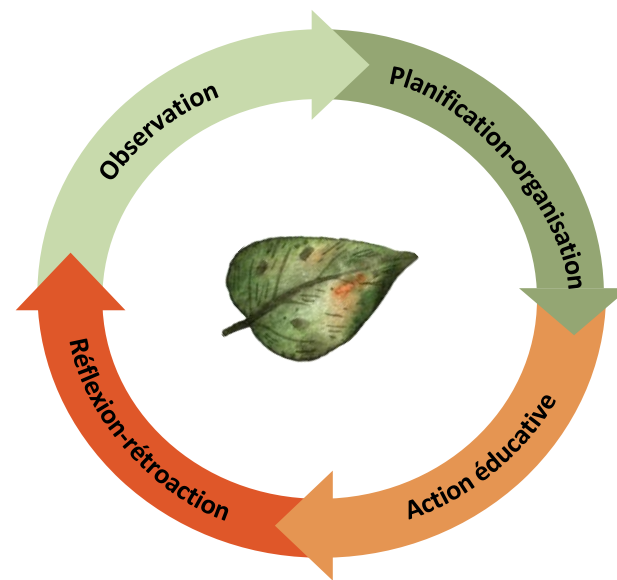 Observation
Planification-organisation
Action éducative
Réflexion-rétroaction